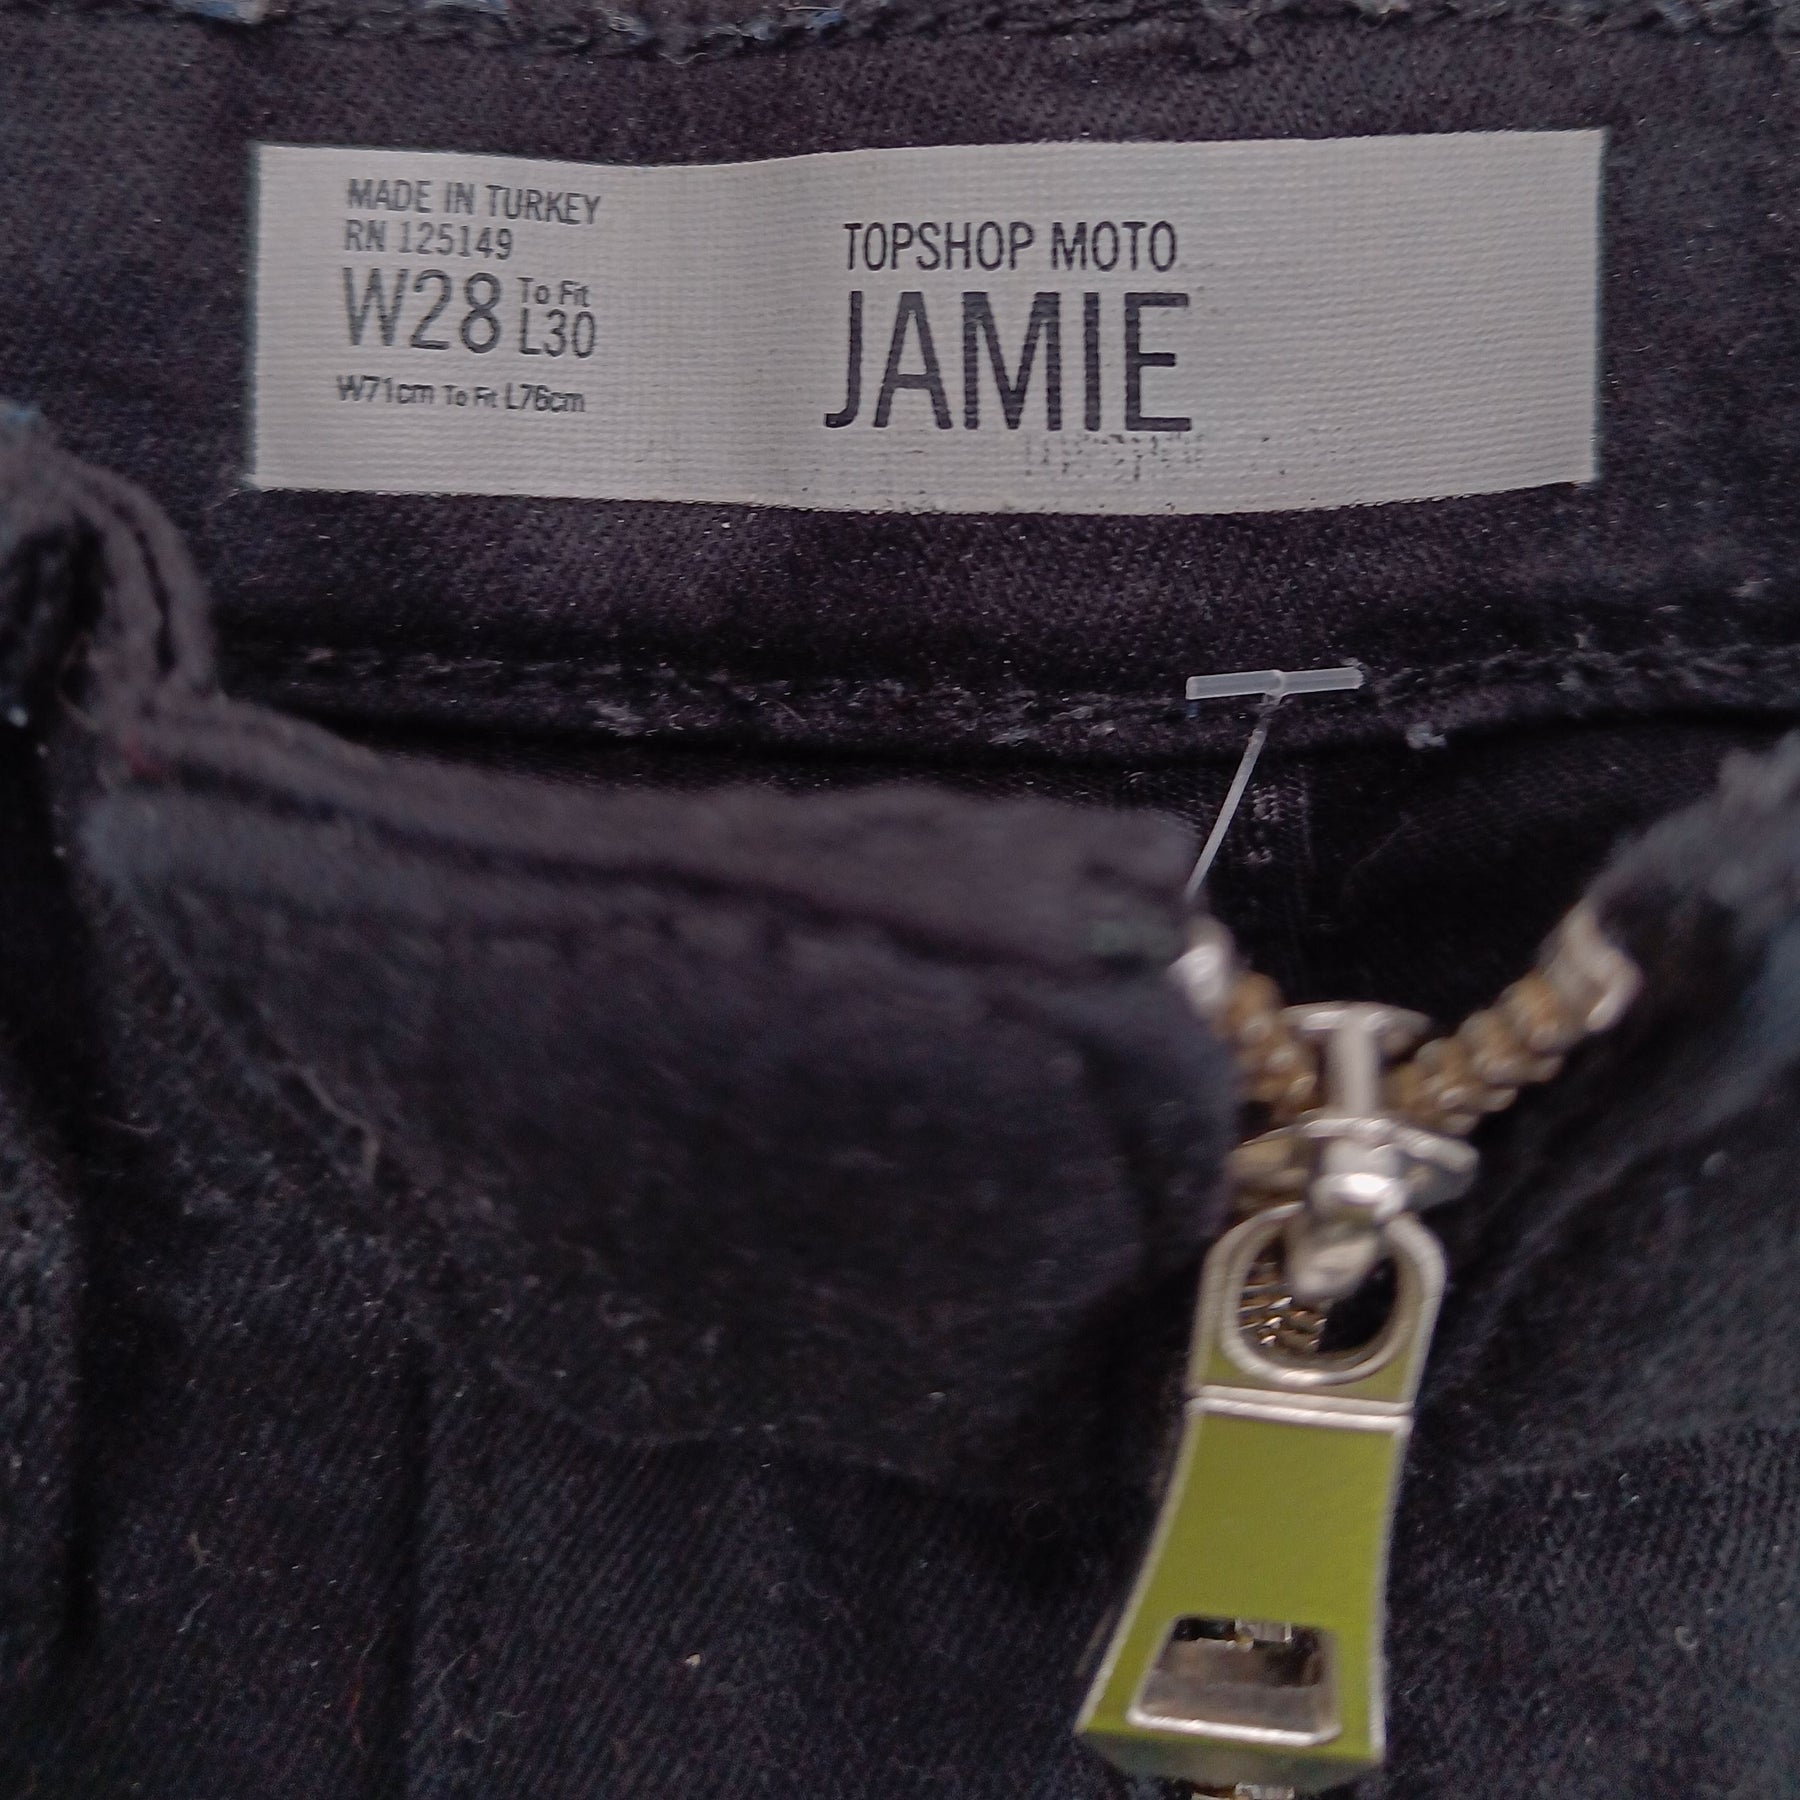 MADE IN TURKEY
RN 125149
W28 To Fit L30
W71cm To Fit L76cm
TOPSHOP MOTO
JAMIE